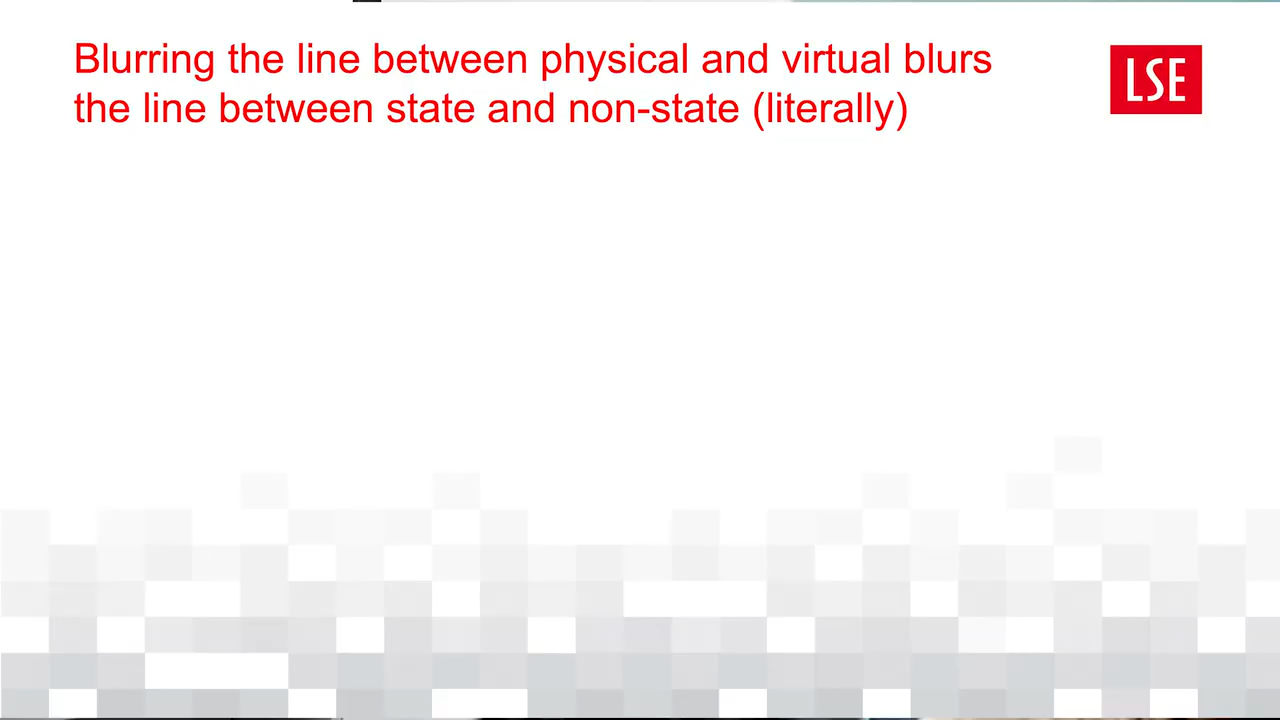 Blurring the line between physical and virtual blurs
the line between state and non-state (literally)
LSE